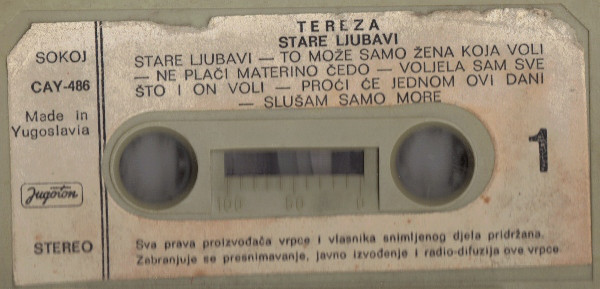 TEREZA
STARE LJUBAVI
SOKOJ
STARE LJUBAVI — TO MOŽE SAMO ŽENA KOJA VOLI
CAY-486
— NE PLAČI MATERINO ČEDO — VOLJELA SAM SVE
ŠTO I ON VOLI — PROĆI ĆE JEDNOM OVI DANI
— SLUŠAM SAMO MORE
Made in
Yugoslavia
1
Jugoton
100 50 0
STEREO
Sva prava proizvođača vrpce i vlasnika snimljenog djela pridržana.
Zabranjuje se presnimavanje, javno izvođenje i radio-difuzija ove vrpce